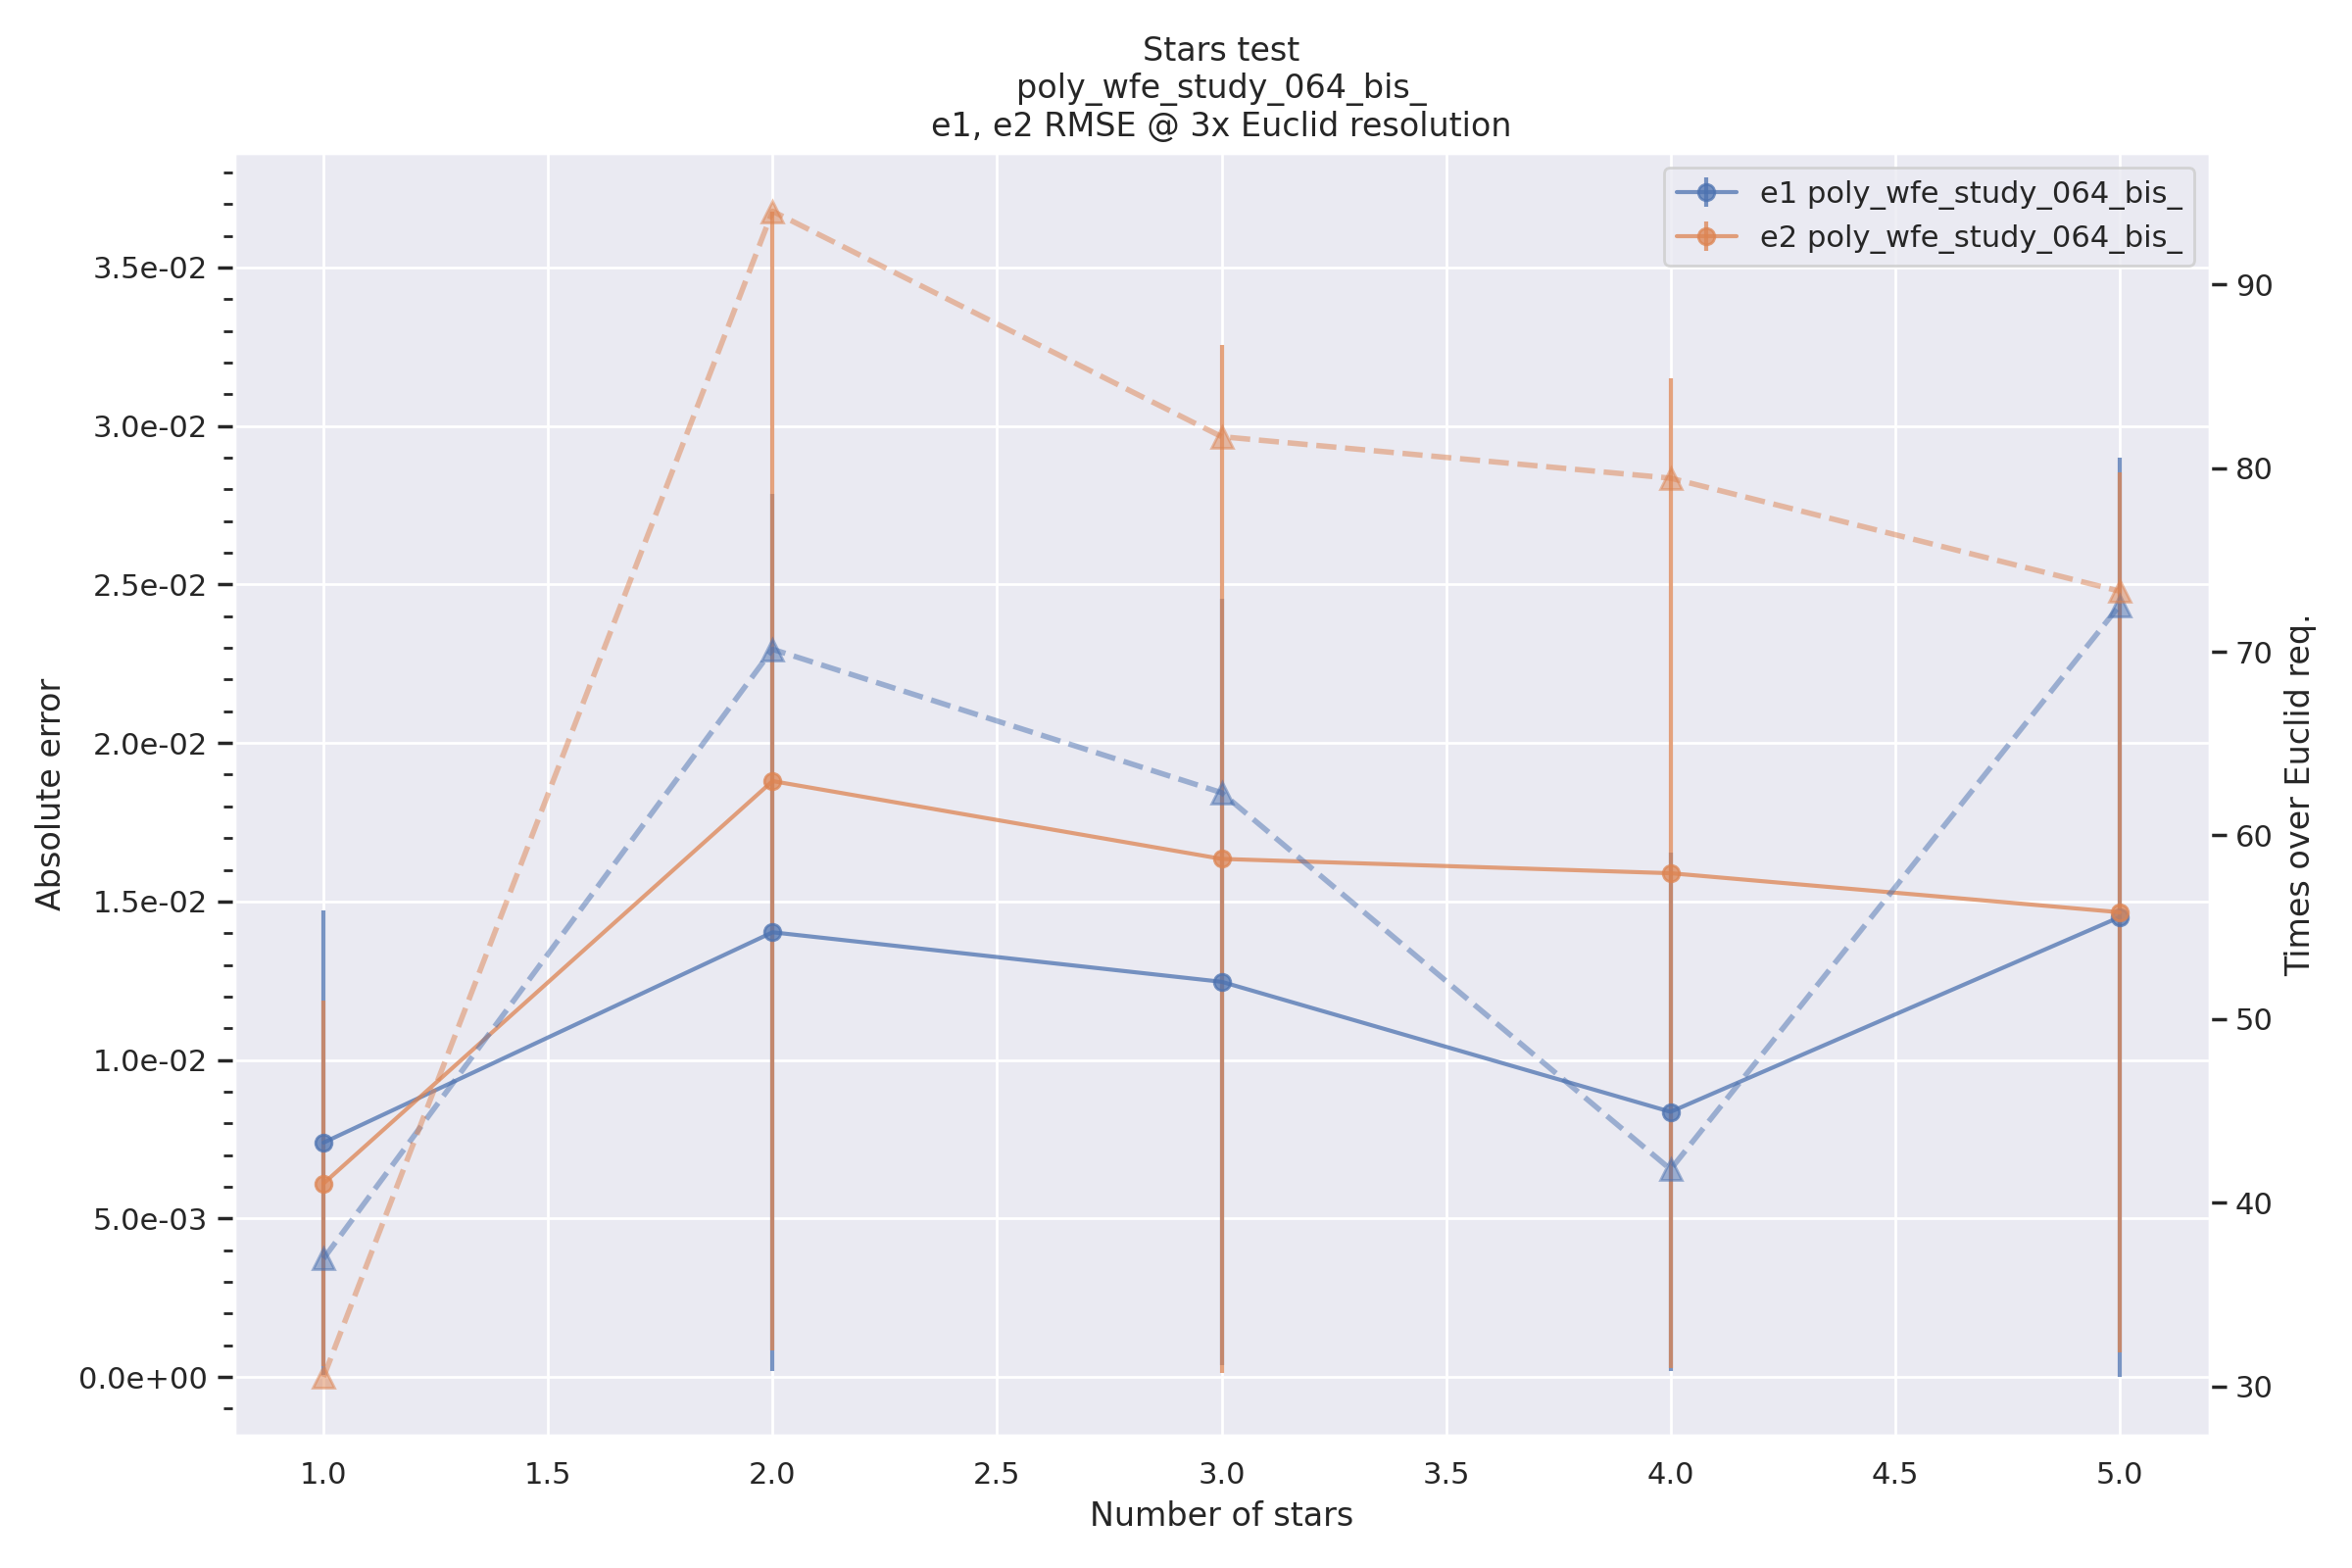 Stars test
poly_wfe_study_064_bis_
e1, e2 RMSE @ 3x Euclid resolution
e1 poly_wfe_study_064_bis_
e2 poly_wfe_study_064_bis_
Absolute error
3.5e-02
3.0e-02
2.5e-02
2.0e-02
1.5e-02
1.0e-02
5.0e-03
0.0e+00
90
80
70
60
50
40
30
Times over Euclid req.
1.0 1.5 2.0 2.5 3.0 3.5 4.0 4.5 5.0
Number of stars